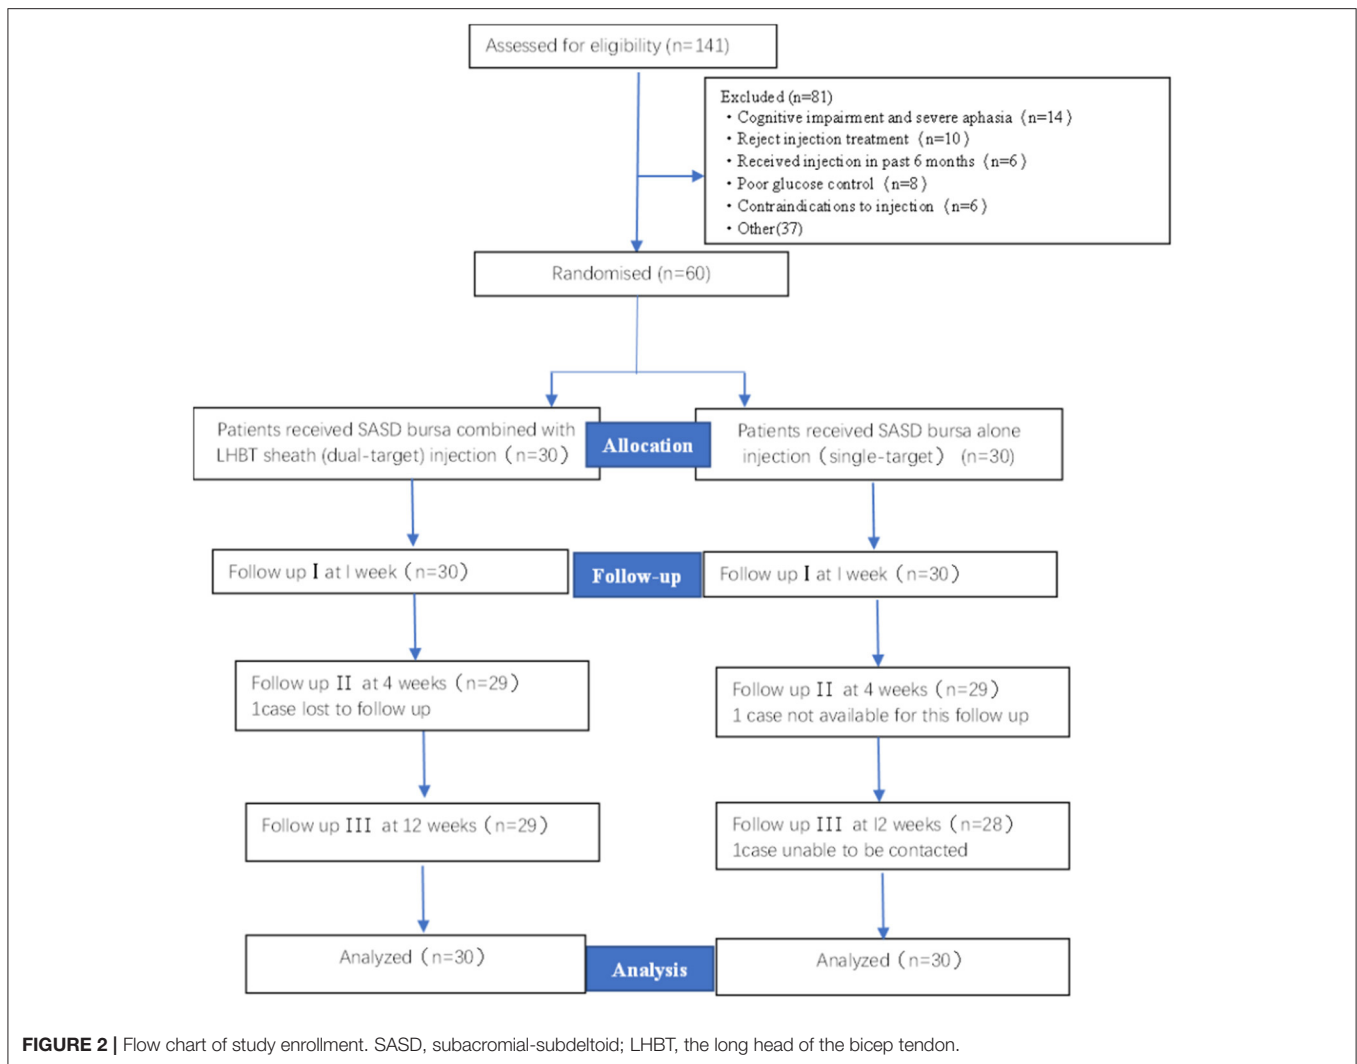 Assessed for eligibility (n=141)
Excluded (n=81)
• Cognitive impairment and severe aphasia (n=14)
• Reject injection treatment (n=10)
• Received injection in past 6 months (n=6)
• Poor glucose control (n=8)
• Contraindications to injection (n=6)
• Other(37)
Randomised (n=60)
Patients received SASD bursa combined with
LHBT sheath (dual-target) injection (n=30)
Allocation
Patients received SASD bursa alone
injection (single-target) (n=30)
Follow up I at I week (n=30)
Follow-up
Follow up I at I week (n=30)
Follow up II at 4 weeks (n=29)
1case lost to follow up
Follow up II at 4 weeks (n=29)
1 case not available for this follow up
Follow up III at 12 weeks (n=29)
Follow up III at I2 weeks (n=28)
1case unable to be contacted
Analyzed (n=30)
Analysis
Analyzed (n=30)
FIGURE 2 | Flow chart of study enrollment. SASD, subacromial-subdeltoid; LHBT, the long head of the bicep tendon.